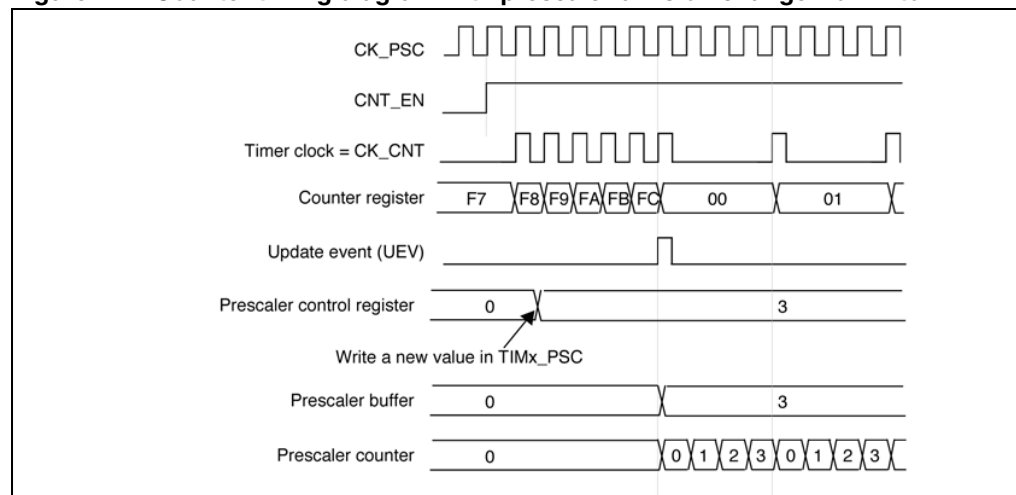 CK_PSC
CNT_EN
Timer clock = CK_CNT
Counter register F7 F8 F9 FA FB FC 00 01
Update event (UEV)
Prescaler control register 0 3
Write a new value in TIMx_PSC
Prescaler buffer 0 3
Prescaler counter 0 0 1 2 3 0 1 2 3